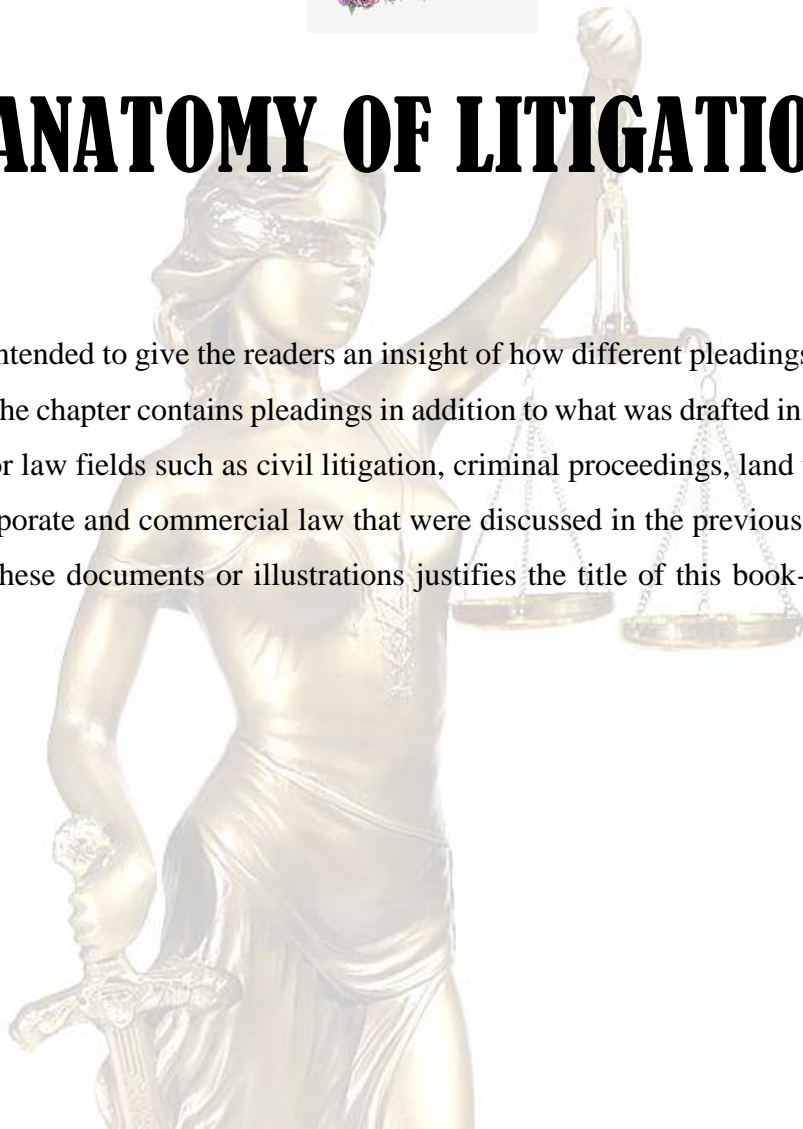 ANATOMY OF LITIGATIO
ntended to give the readers an insight of how different pleadings
he chapter contains pleadings in addition to what was drafted in
or law fields such as civil litigation, criminal proceedings, land
porate and commercial law that were discussed in the previous
hese documents or illustrations justifies the title of this book-